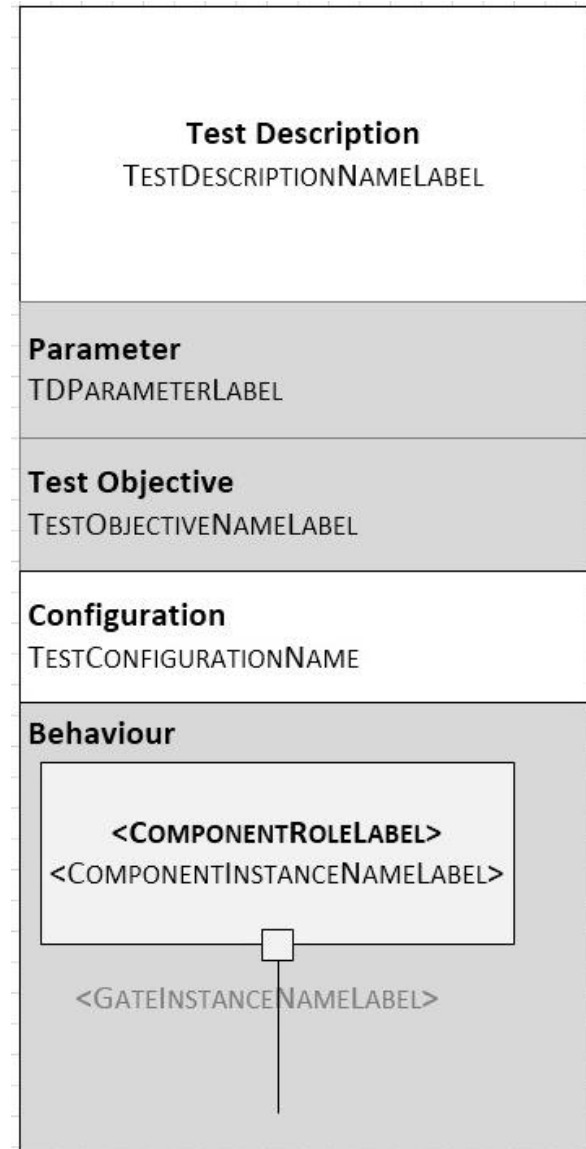 Test Description
TESTDESCRIPTIONNAMELABEL
Parameter
TDPARAMETERLABEL
Test Objective
TESTOBJECTIVENAMELABEL
Configuration
TESTCONFIGURATIONNAME
Behaviour
<COMPONENTROLELABEL>
<COMPONENTINSTANCENAMELABEL>
<GATEINSTANCENAMELABEL>